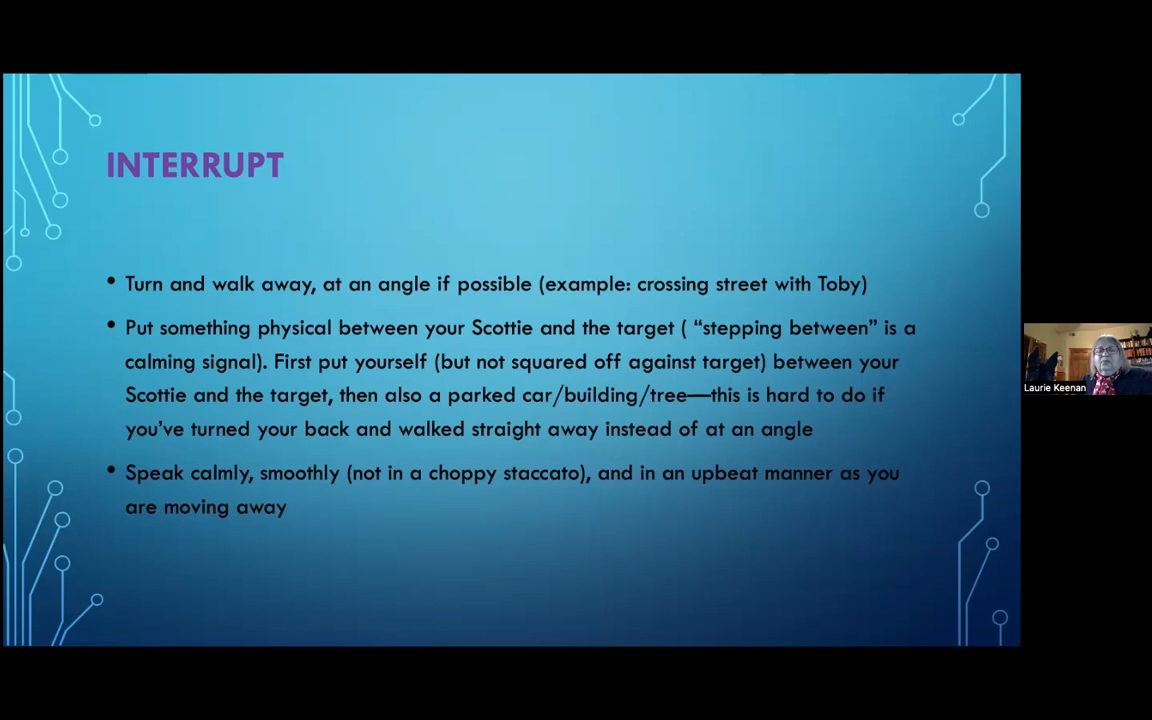 INTERRUPT
• Turn and walk away, at an angle if possible (example: crossing street with Toby)
• Put something physical between your Scottie and the target ( “stepping between” is a
calming signal). First put yourself (but not squared off against target) between your
Scottie and the target, then also a parked car/building/tree—this is hard to do if
you’ve turned your back and walked straight away instead of at an angle
• Speak calmly, smoothly (not in a choppy staccato), and in an upbeat manner as you
are moving away
Laurie Keenan